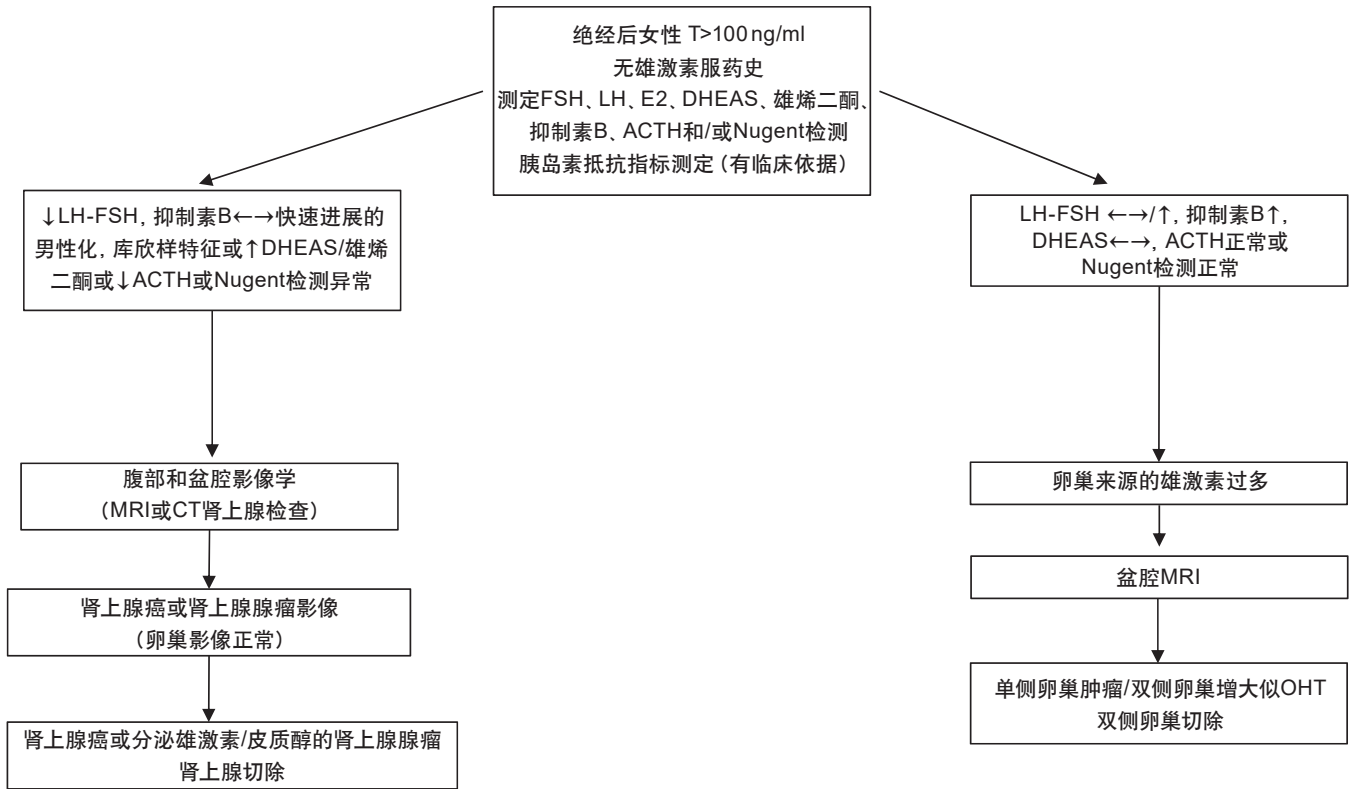 绝经后女性 T>100 ng/ml
无雄激素服药史
测定FSH、LH、E2、DHEAS、雄烯二酮、
抑制素B、ACTH和/或Nugent检测
胰岛素抵抗指标测定（有临床依据）
↓LH-FSH, 抑制素B←→快速进展的
男性化, 库欣样特征或↑DHEAS/雄烯
二酮或↓ACTH或Nugent检测异常
腹部和盆腔影像学
（MRI或CT肾上腺检查）
肾上腺癌或肾上腺腺瘤影像
（卵巢影像正常）
肾上腺癌或分泌雄激素/皮质醇的肾上腺腺瘤
肾上腺切除
LH-FSH ←→/↑, 抑制素B↑,
DHEAS←→, ACTH正常或
Nugent检测正常
卵巢来源的雄激素过多
盆腔MRI
单侧卵巢肿瘤/双侧卵巢增大似OHT
双侧卵巢切除